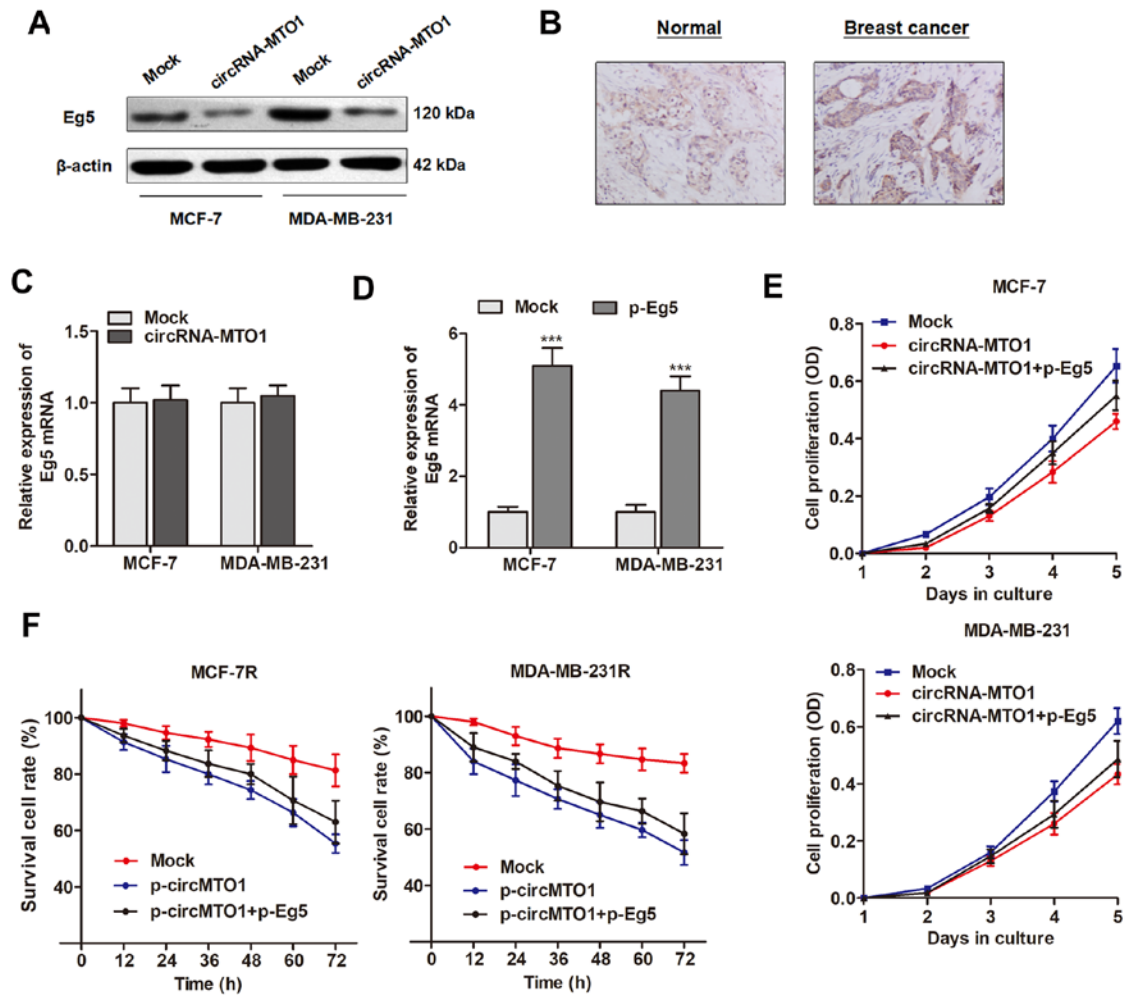 A
Mock
circRNA-MTO1
Mock
circRNA-MTO1
Eg5
120 kDa
β-actin
42 kDa
MCF-7
MDA-MB-231
B
Normal
Breast cancer
C
Mock
circRNA-MTO1
Relative expression of
Eg5 mRNA
1.5
1.0
0.5
0.0
MCF-7
MDA-MB-231
D
Mock
p-Eg5
Relative expression of
Eg5 mRNA
6
4
2
0
***
***
MCF-7
MDA-MB-231
E
MCF-7
Mock
circRNA-MTO1
circRNA-MTO1+p-Eg5
Cell proliferation (OD)
0.8
0.6
0.4
0.2
0.0
1 2 3 4 5
Days in culture
MDA-MB-231
Mock
circRNA-MTO1
circRNA-MTO1+p-Eg5
Cell proliferation (OD)
0.8
0.6
0.4
0.2
0.0
1 2 3 4 5
Days in culture
F
MCF-7R
Survival cell rate (%)
100
80
60
40
Mock
p-circMTO1
p-circMTO1+p-Eg5
0 12 24 36 48 60 72
Time (h)
MDA-MB-231R
Survival cell rate (%)
100
80
60
40
Mock
p-circMTO1
p-circMTO1+p-Eg5
0 12 24 36 48 60 72
Time (h)